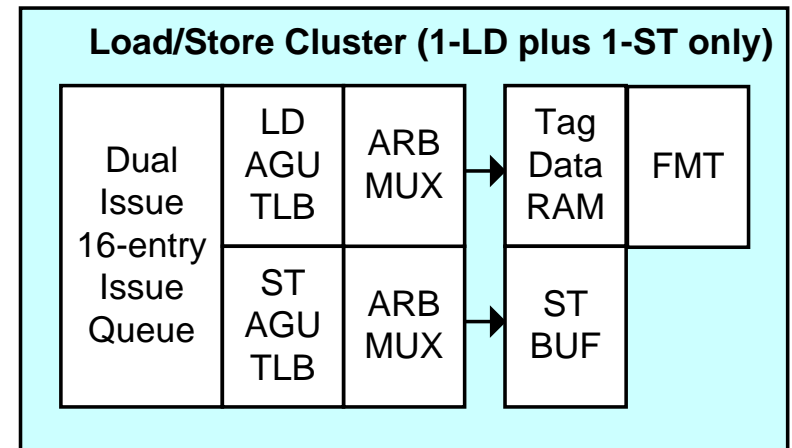 Load/Store Cluster (1-LD plus 1-ST only)
Dual
Issue
16-entry
Issue
Queue
LD
AGU
TLB
ARB
MUX
Tag
Data
RAM
FMT
ST
AGU
TLB
ARB
MUX
ST
BUF